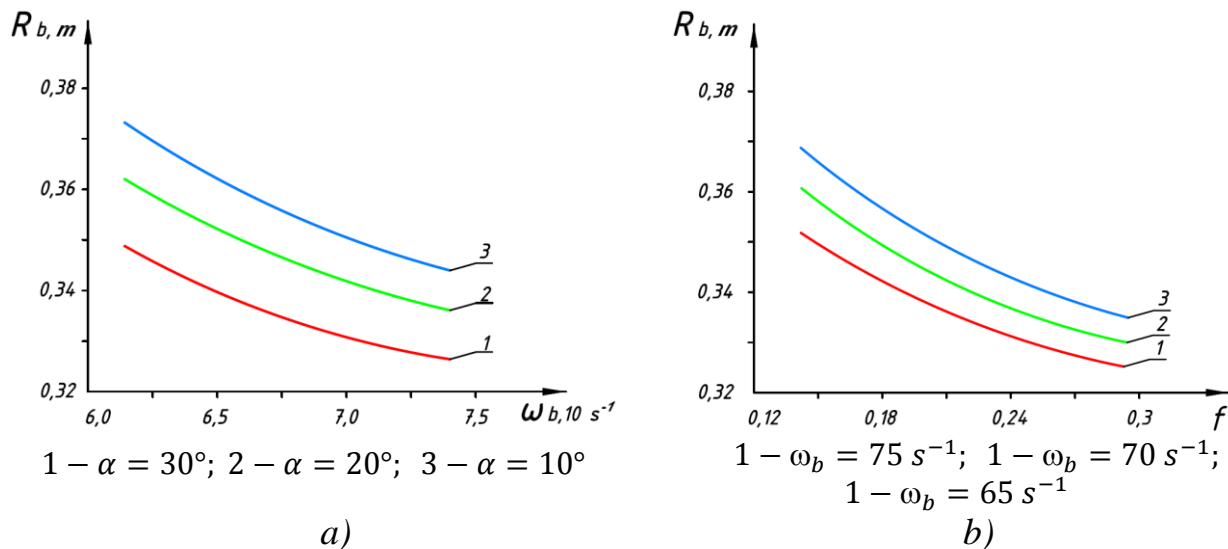 R b, m
0,38
0,36
0,34
0,32
3
2
1
6,0
6,5
7,0
7,5
ω b,10 s⁻¹
1 − α = 30°; 2 − α = 20°; 3 − α = 10°
a)
R b, m
0,38
0,36
0,34
0,32
3
2
1
0,12
0,18
0,24
0,3
f
1 − ω_b = 75 s⁻¹; 1 − ω_b = 70 s⁻¹;
1 − ω_b = 65 s⁻¹
b)